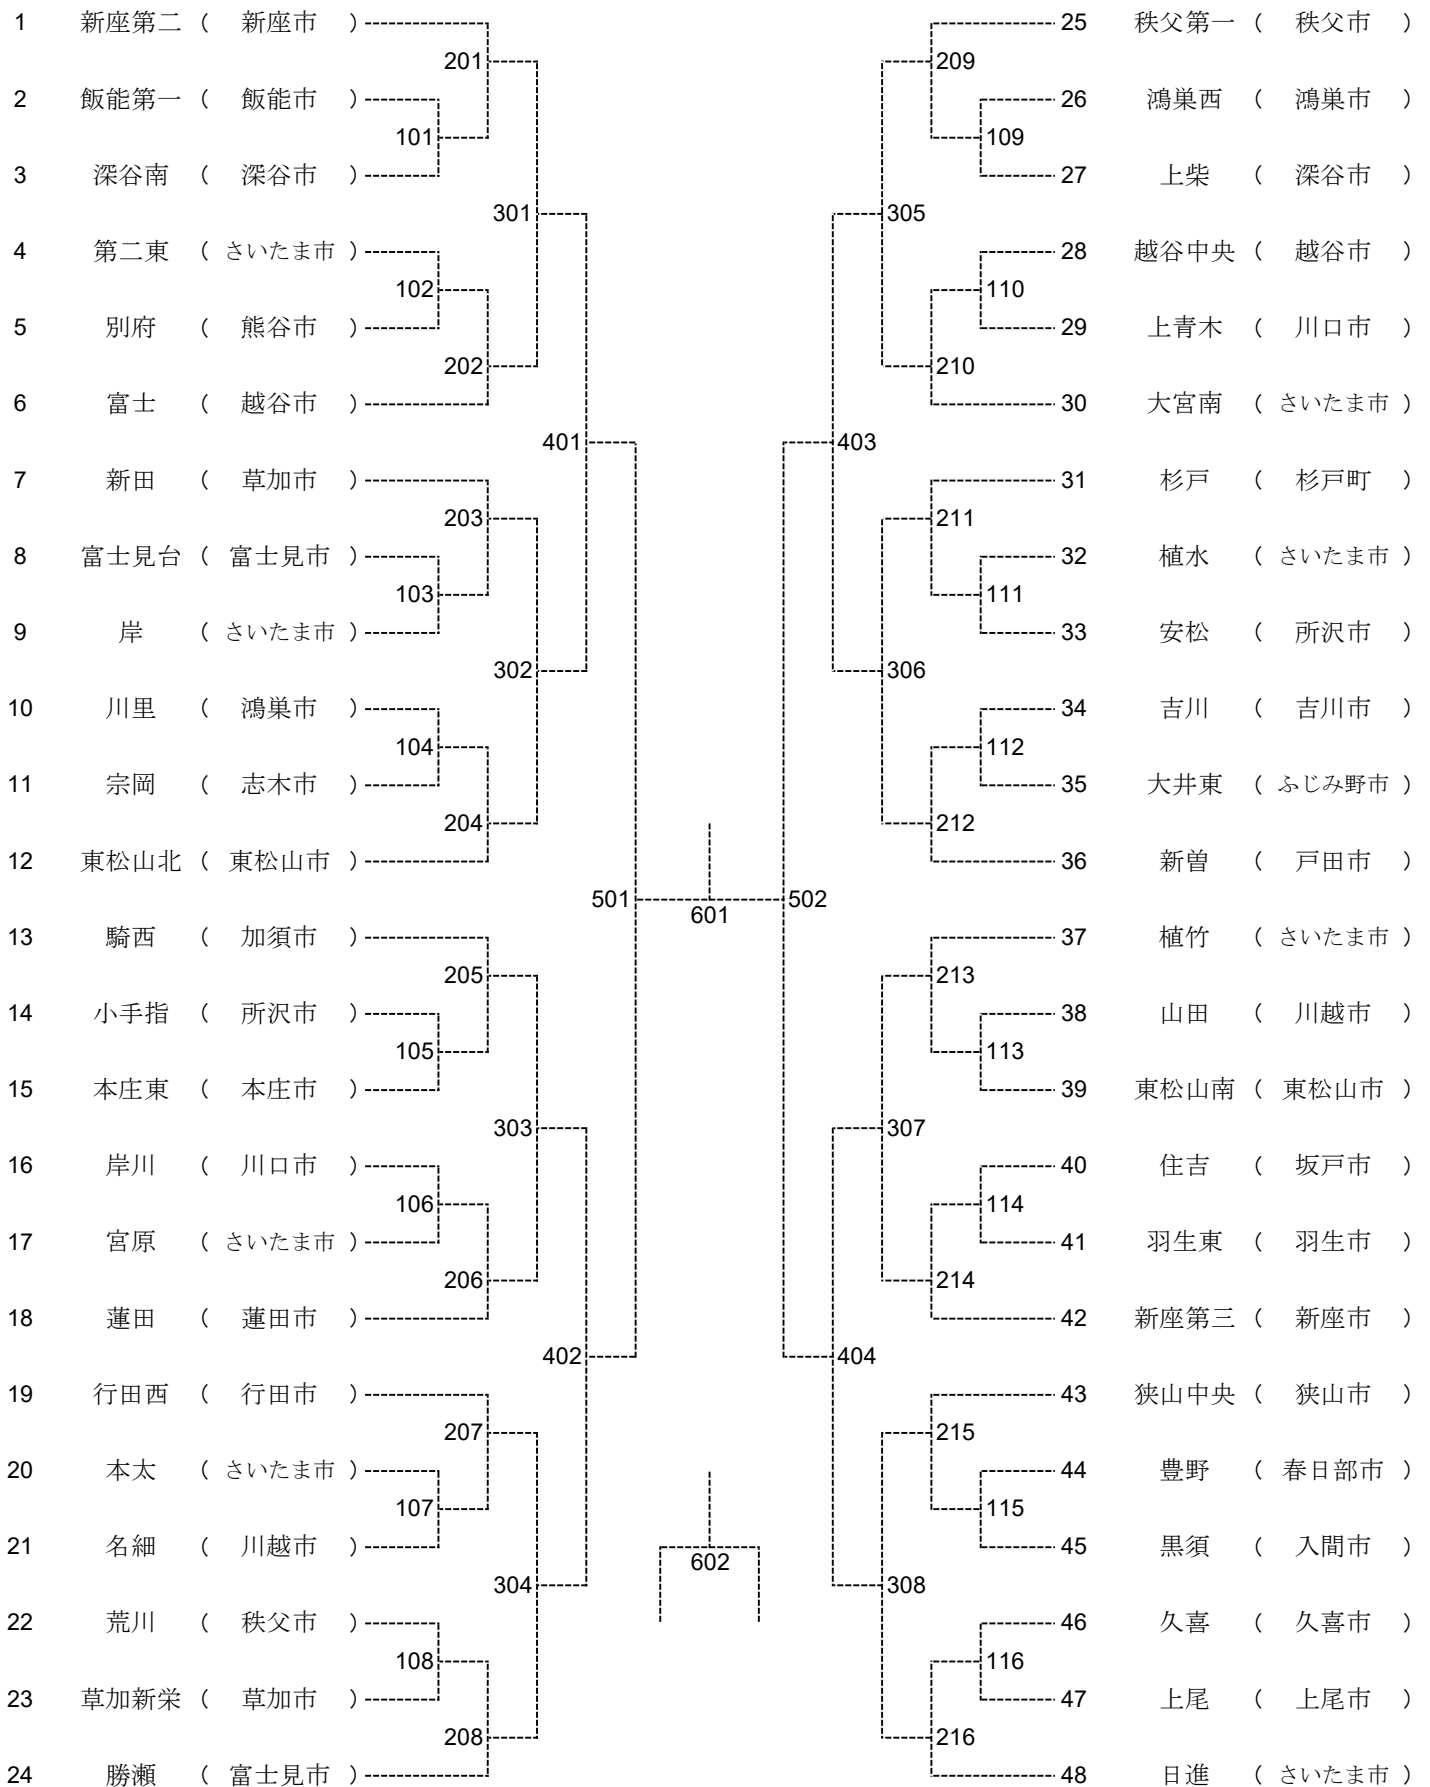 1 新座第二 ( 新座市 )
201
2 飯能第一 ( 飯能市 )
101
3 深谷南 ( 深谷市 )
301
4 第二東 ( さいたま市 )
102
5 別府 ( 熊谷市 )
202
6 富士 ( 越谷市 )
401
7 新田 ( 草加市 )
203
8 富士見台 ( 富士見市 )
103
9 岸 ( さいたま市 )
302
10 川里 ( 鴻巣市 )
104
11 宗岡 ( 志木市 )
204
12 東松山北 ( 東松山市 )
501
13 騎西 ( 加須市 )
205
14 小手指 ( 所沢市 )
105
15 本庄東 ( 本庄市 )
303
16 岸川 ( 川口市 )
106
17 宮原 ( さいたま市 )
206
18 蓮田 ( 蓮田市 )
402
19 行田西 ( 行田市 )
207
20 本太 ( さいたま市 )
107
21 名細 ( 川越市 )
304
22 荒川 ( 秩父市 )
108
23 草加新栄 ( 草加市 )
208
24 勝瀬 ( 富士見市 )
601
602
25 秩父第一 ( 秩父市 )
209
26 鴻巣西 ( 鴻巣市 )
109
27 上柴 ( 深谷市 )
305
28 越谷中央 ( 越谷市 )
110
29 上青木 ( 川口市 )
210
30 大宮南 ( さいたま市 )
403
31 杉戸 ( 杉戸町 )
211
32 植水 ( さいたま市 )
111
33 安松 ( 所沢市 )
306
34 吉川 ( 吉川市 )
112
35 大井東 ( ふじみ野市 )
212
36 新曽 ( 戸田市 )
502
37 植竹 ( さいたま市 )
213
38 山田 ( 川越市 )
113
39 東松山南 ( 東松山市 )
307
40 住吉 ( 坂戸市 )
114
41 羽生東 ( 羽生市 )
214
42 新座第三 ( 新座市 )
404
43 狭山中央 ( 狭山市 )
215
44 豊野 ( 春日部市 )
115
45 黒須 ( 入間市 )
308
46 久喜 ( 久喜市 )
116
47 上尾 ( 上尾市 )
216
48 日進 ( さいたま市 )